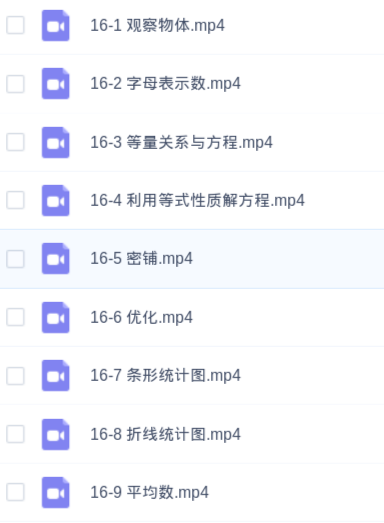 16-1 观察物体.mp4
16-2 字母表示数.mp4
16-3 等量关系与方程.mp4
16-4 利用等式性质解方程.mp4
16-5 密铺.mp4
16-6 优化.mp4
16-7 条形统计图.mp4
16-8 折线统计图.mp4
16-9 平均数.mp4